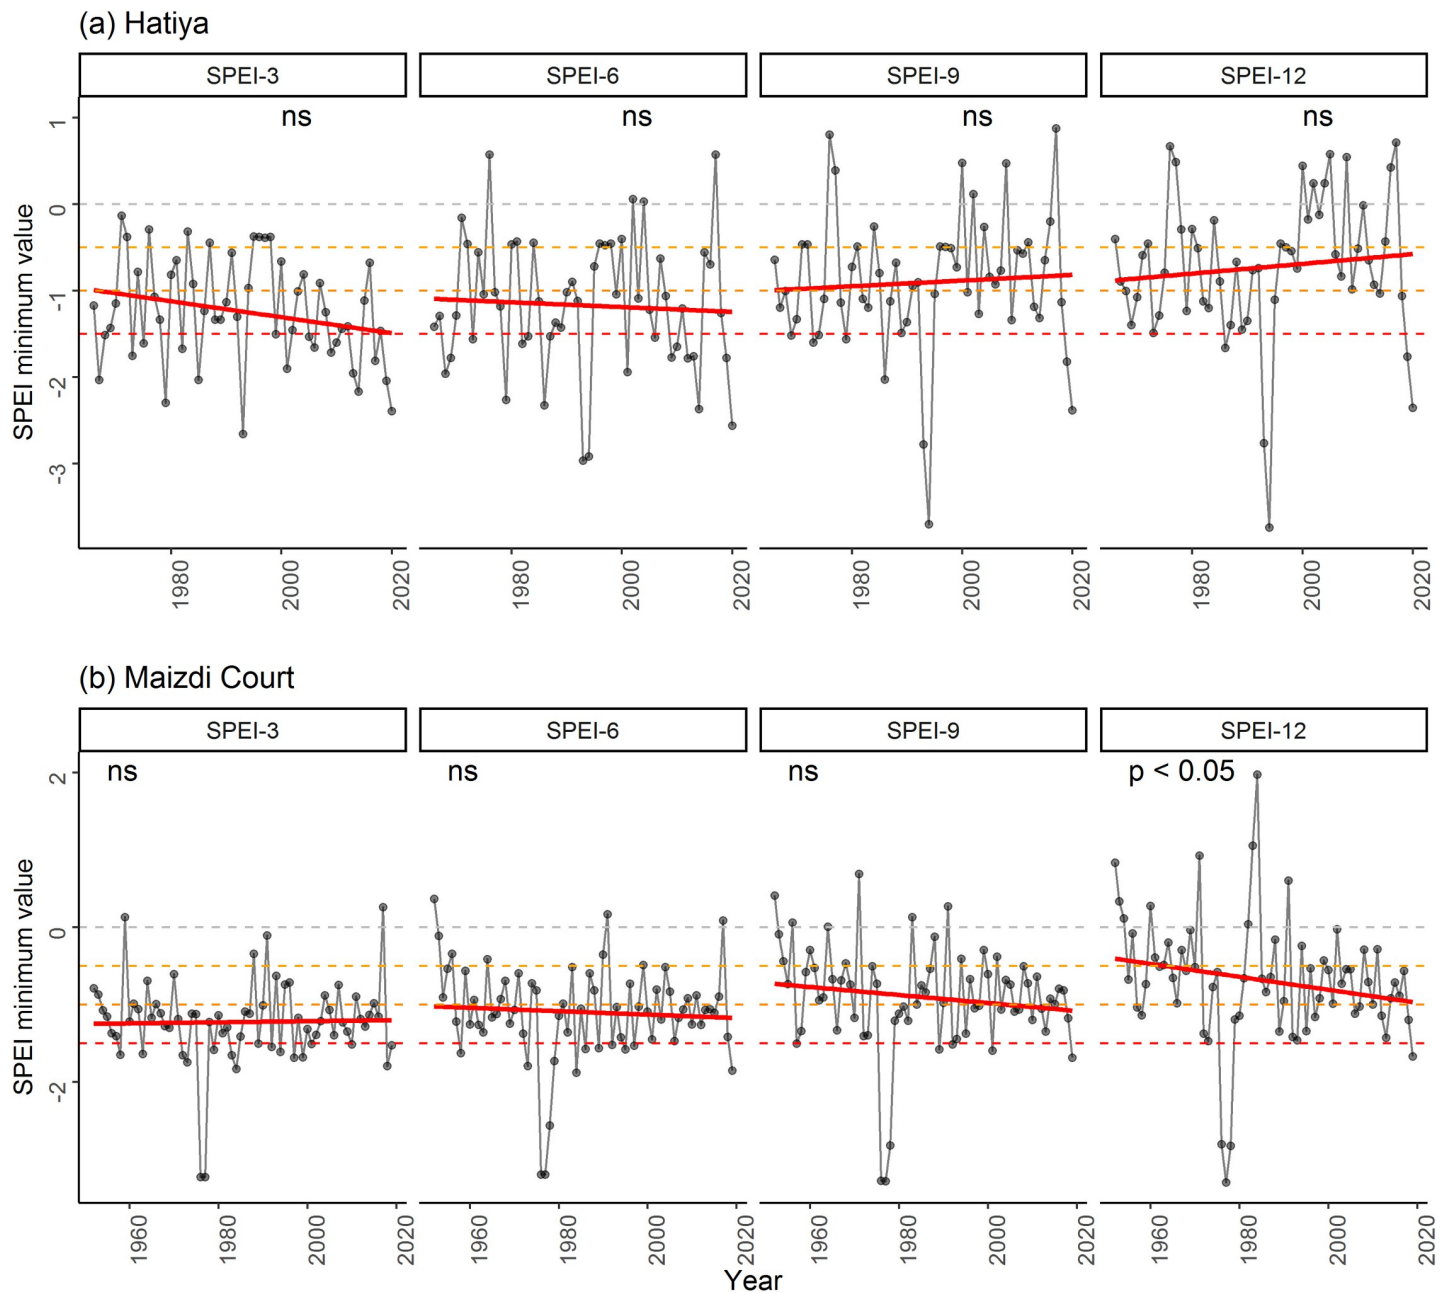 (a) Hatiya
SPEI-3 SPEI-6 SPEI-9 SPEI-12
ns ns ns ns
SPEI minimum value
1
0
1
-2
-3
1980 2000 2020 1980 2000 2020 1980 2000 2020 1980 2000 2020
(b) Maizdi Court
SPEI-3 SPEI-6 SPEI-9 SPEI-12
ns ns ns p < 0.05
SPEI minimum value
2
0
-2
1960 1980 2000 2020 1960 1980 2000 2020 1960 1980 2000 2020 1960 1980 2000 2020
Year